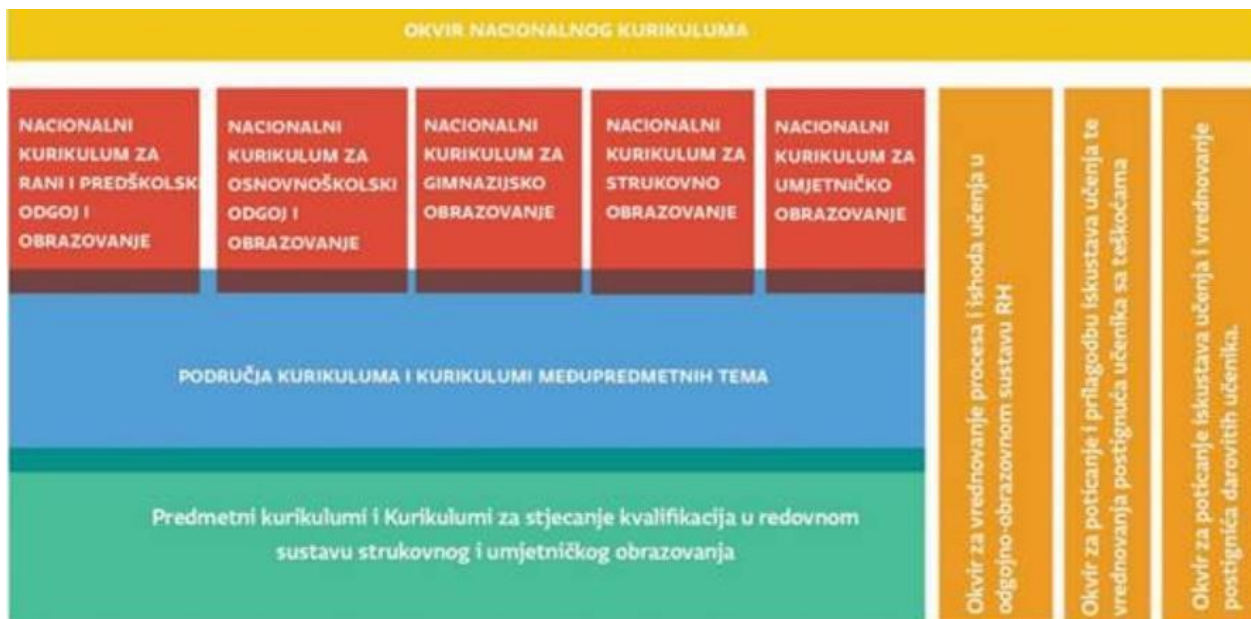 OKVIR NACIONALNOG KURIKULUMA
NACIONALNI
KURIKULUM ZA
RANI I PREDŠKOLSK
ODGOJ I
OBRAZOVANJE
NACIONALNI
KURIKULUM ZA
OSNOVNOŠKOLSKI
ODGOJ I
OBRAZOVANJE
NACIONALNI
KURIKULUM ZA
GIMNAZIJSKO
OBRAZOVANJE
NACIONALNI
KURIKULUM ZA
STRUKOVNO
OBRAZOVANJE
NACIONALNI
KURIKULUM ZA
UMJETNIČKO
OBRAZOVANJE
PODRUČJA KURIKULUMA I KURIKULUMI MEĐUPREDMETNIH TEMA
Predmetni kurikulumi i Kurikulumi za stjecanje kvalifikacija u redovnom
sustavu strukovnog i umjetničkog obrazovanja
Okvir za vrednovanje procesa i ishoda učenja u
odgojno-obrazovnom sustavu RH
Okvir za poticanje i prilagodbu iskustava učenja te
vrednovanja postignuća učenika sa teškoćama
Okvir za poticanje iskustava učenja i vrednovanje
postignića darovitih učenika.